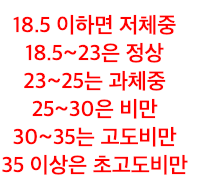 18.5 이하면 저체중
18.5~23은 정상
23~25는 과체중
25~30은 비만
30~35는 고도비만
35 이상은 초고도비만